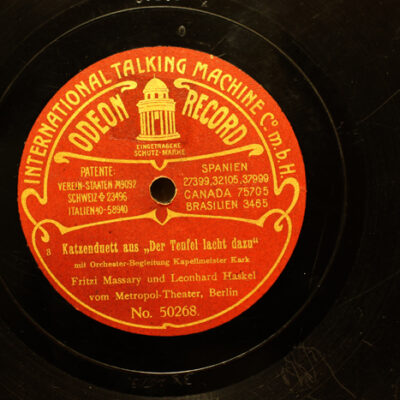 INTERNATIONAL TALKING MACHINE Co m.b.H.
ODEON RECORD
EINGETRAGENE
SCHUTZ-MARKE
PATENTE:
VEREIN-STAATEN 749092
SCHWEIZ 23496
ITALIEN 40-58940
SPANIEN
27399,32105,37999
CANADA 75705
BRASILIEN 3465
8 Katzenduett aus „Der Teufel lacht dazu“
mit Orchester-Begleitung Kapellmeister Kark
Fritzi Massary und Leonhard Haskel
vom Metropol-Theater, Berlin
No. 50268.